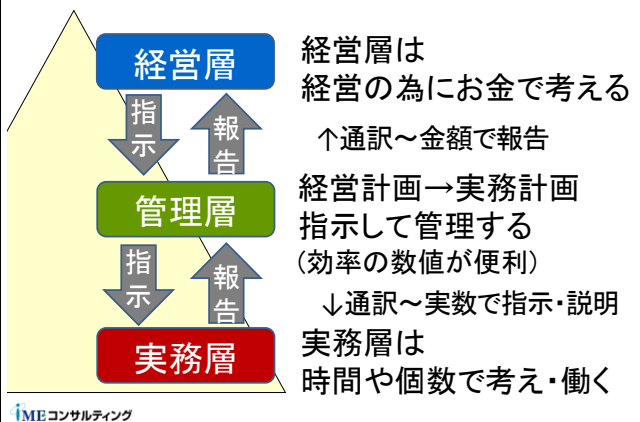 経営層
経営層は
経営の為にお金で考える
指示
報告
↑通訳～金額で報告
管理層
経営計画→実務計画
指示して管理する
(効率の数値が便利)
指示
報告
↓通訳～実数で指示・説明
実務層
実務層は
時間や個数で考え・働く
iMEコンサルティング